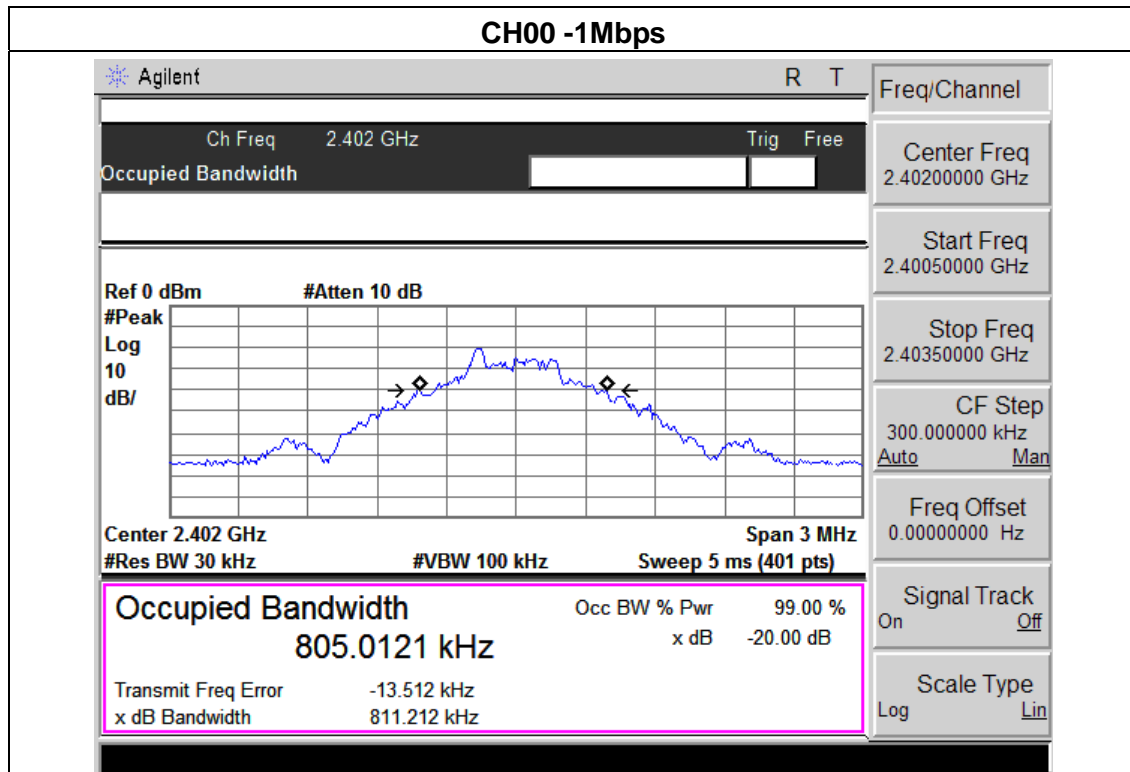 CH00 -1Mbps
Agilent R T
Ch Freq 2.402 GHz Trig Free
Occupied Bandwidth
Ref 0 dBm #Atten 10 dB
#Peak
Log
10
dB/
Center 2.402 GHz Span 3 MHz
#Res BW 30 kHz #VBW 100 kHz Sweep 5 ms (401 pts)
Occupied Bandwidth
805.0121 kHz
Occ BW % Pwr 99.00 %
x dB -20.00 dB
Transmit Freq Error -13.512 kHz
x dB Bandwidth 811.212 kHz
Freq/Channel
Center Freq
2.40200000 GHz
Start Freq
2.40050000 GHz
Stop Freq
2.40350000 GHz
CF Step
300.000000 kHz
Auto Man
Freq Offset
0.00000000 Hz
Signal Track
On Off
Scale Type
Log Lin